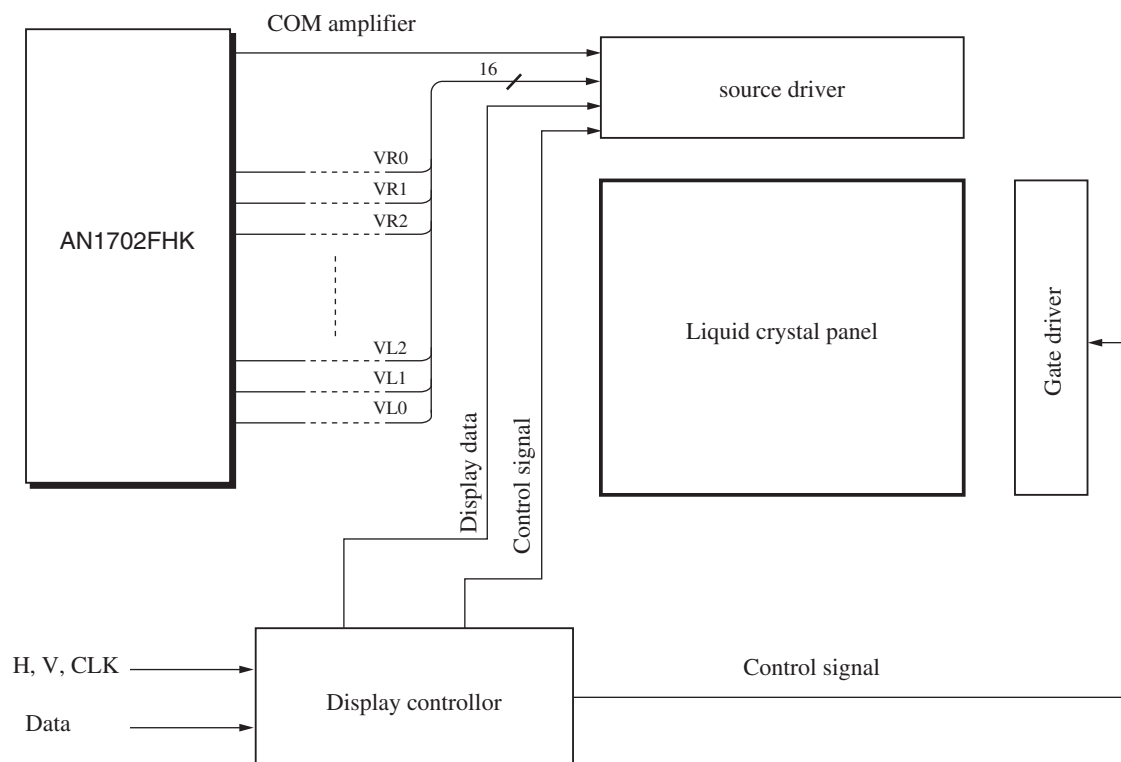 COM amplifier
16
source driver
VR0
VR1
VR2
AN1702FHK
VL2
VL1
VL0
Liquid crystal panel
Gate driver
Display data
Control signal
H, V, CLK
Data
Display controllor
Control signal